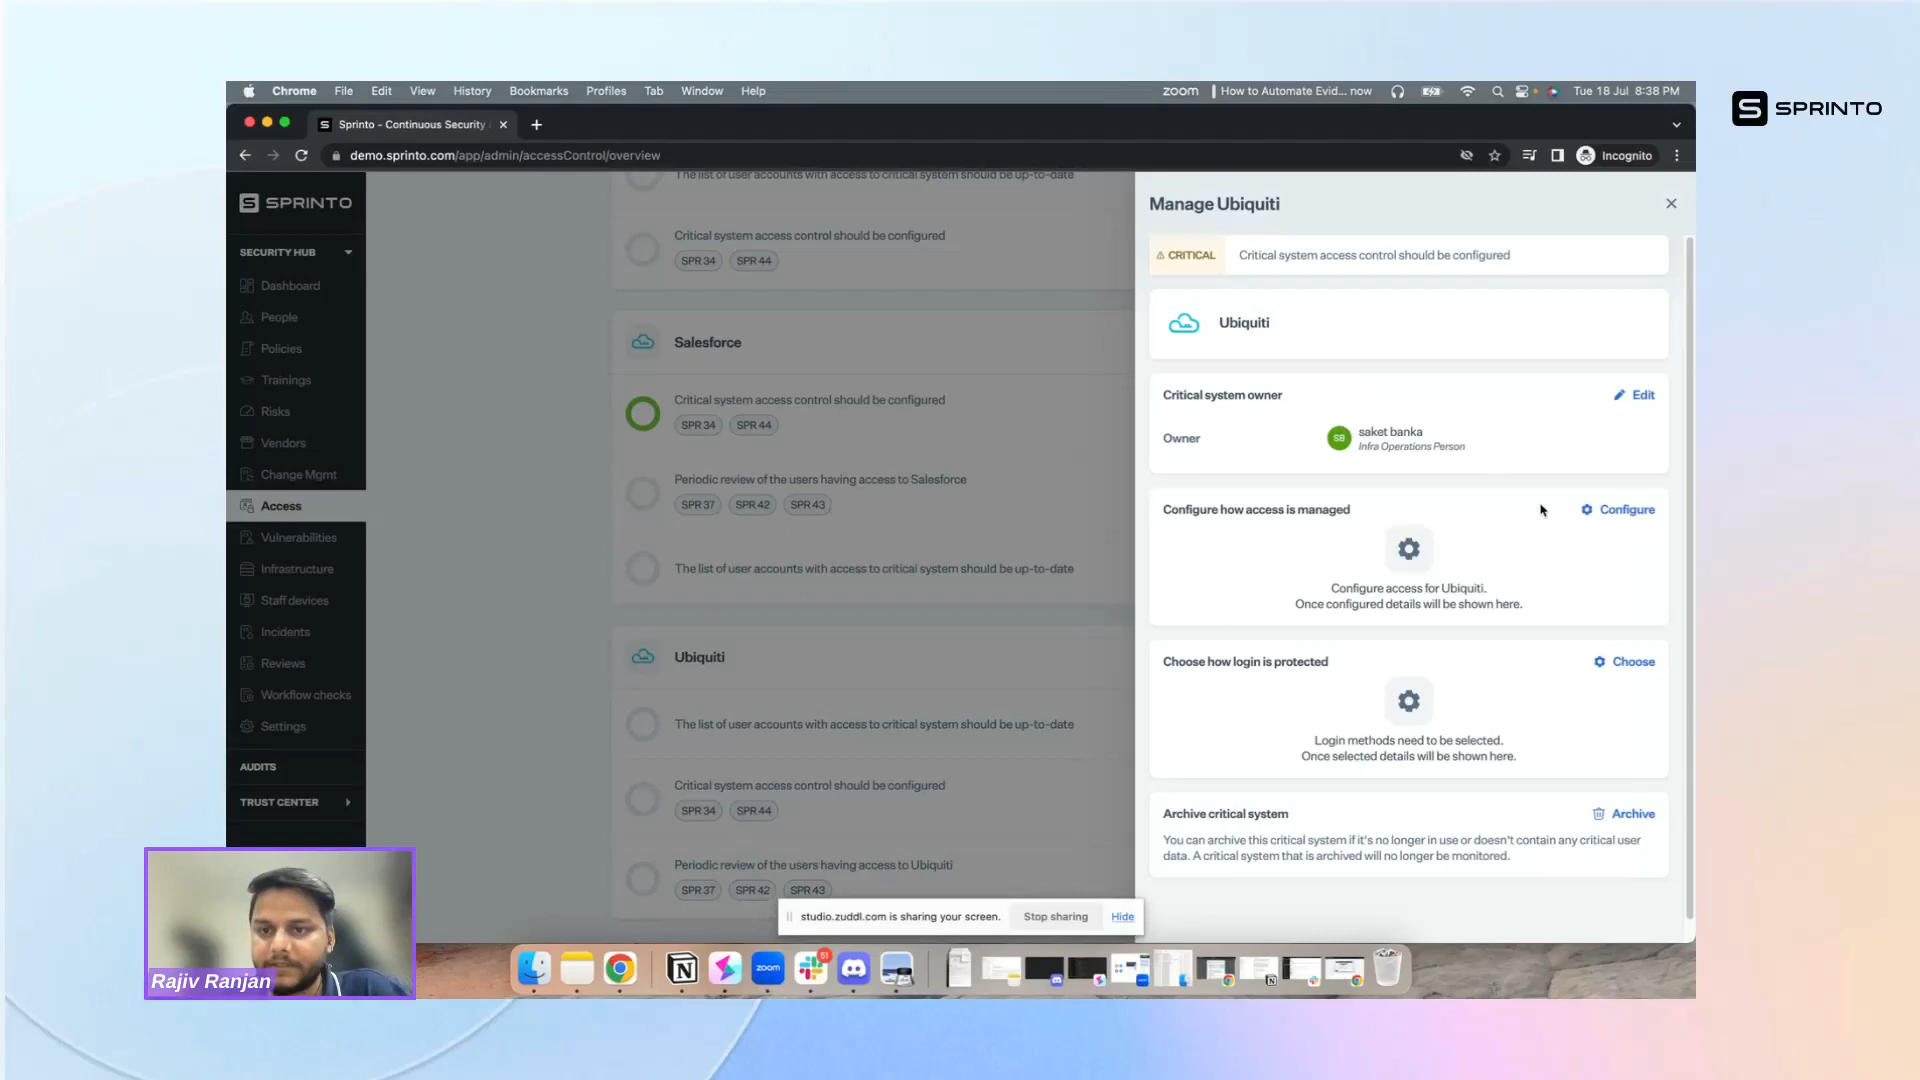 Chrome File Edit View History Bookmarks Profiles Tab Window Help
zoom How to Automate Evid... now Tue 18 Jul 8:38 PM
SPRINTO
Sprinto - Continuous Security
demo.sprinto.com/app/admin/accessControl/overview
Incognito
SPRINTO
SECURITY HUB
Dashboard
People
Policies
Trainings
Risks
Vendors
Change Mgmt
Access
Vulnerabilities
Infrastructure
Staff devices
Incidents
Reviews
Workflow checks
Settings
AUDITS
TRUST CENTER
The list of user accounts with access to critical system should be up-to-date
Critical system access control should be configured
SPR 34 SPR 44
Salesforce
Critical system access control should be configured
SPR 34 SPR 44
Periodic review of the users having access to Salesforce
SPR 37 SPR 42 SPR 43
The list of user accounts with access to critical system should be up-to-date
Ubiquiti
The list of user accounts with access to critical system should be up-to-date
Critical system access control should be configured
SPR 34 SPR 44
Periodic review of the users having access to Ubiquiti
SPR 37 SPR 42 SPR 43
Manage Ubiquiti
CRITICAL Critical system access control should be configured
Ubiquiti
Critical system owner Edit
Owner SB saket banka
Infra Operations Person
Configure how access is managed Configure
Configure access for Ubiquiti.
Once configured details will be shown here.
Choose how login is protected Choose
Login methods need to be selected.
Once selected details will be shown here.
Archive critical system Archive
You can archive this critical system if it's no longer in use or doesn't contain any critical user
data. A critical system that is archived will no longer be monitored.
studio.zuddl.com is sharing your screen. Stop sharing Hide
zoom
51
Rajiv Ranjan